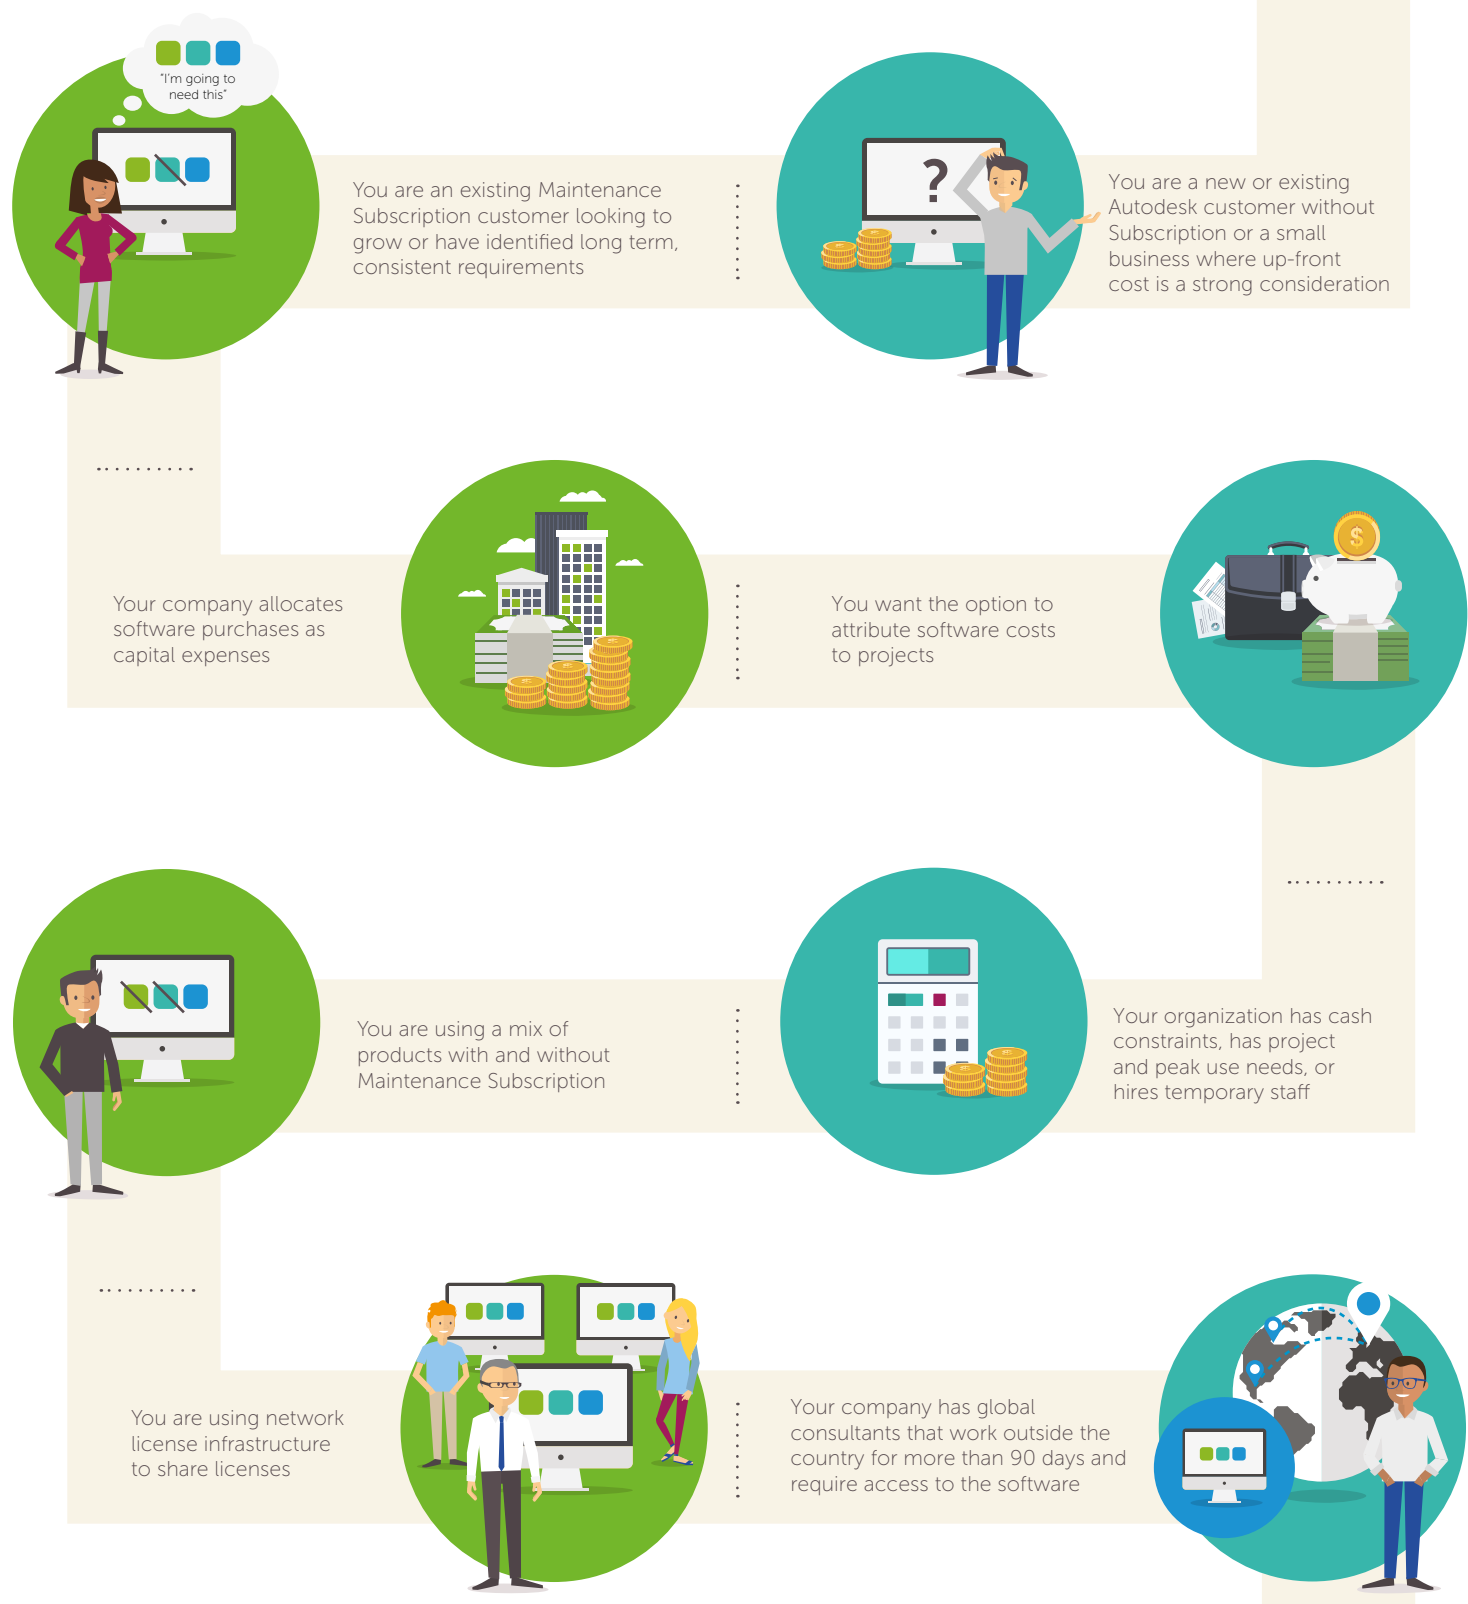 "I'm going to
need this"
You are an existing Maintenance
Subscription customer looking to
grow or have identified long term,
consistent requirements
?
You are a new or existing
Autodesk customer without
Subscription or a small
business where up-front
cost is a strong consideration
Your company allocates
software purchases as
capital expenses
You want the option to
attribute software costs
to projects
$
You are using a mix of
products with and without
Maintenance Subscription
Your organization has cash
constraints, has project
and peak use needs, or
hires temporary staff
You are using network
license infrastructure
to share licenses
Your company has global
consultants that work outside the
country for more than 90 days and
require access to the software